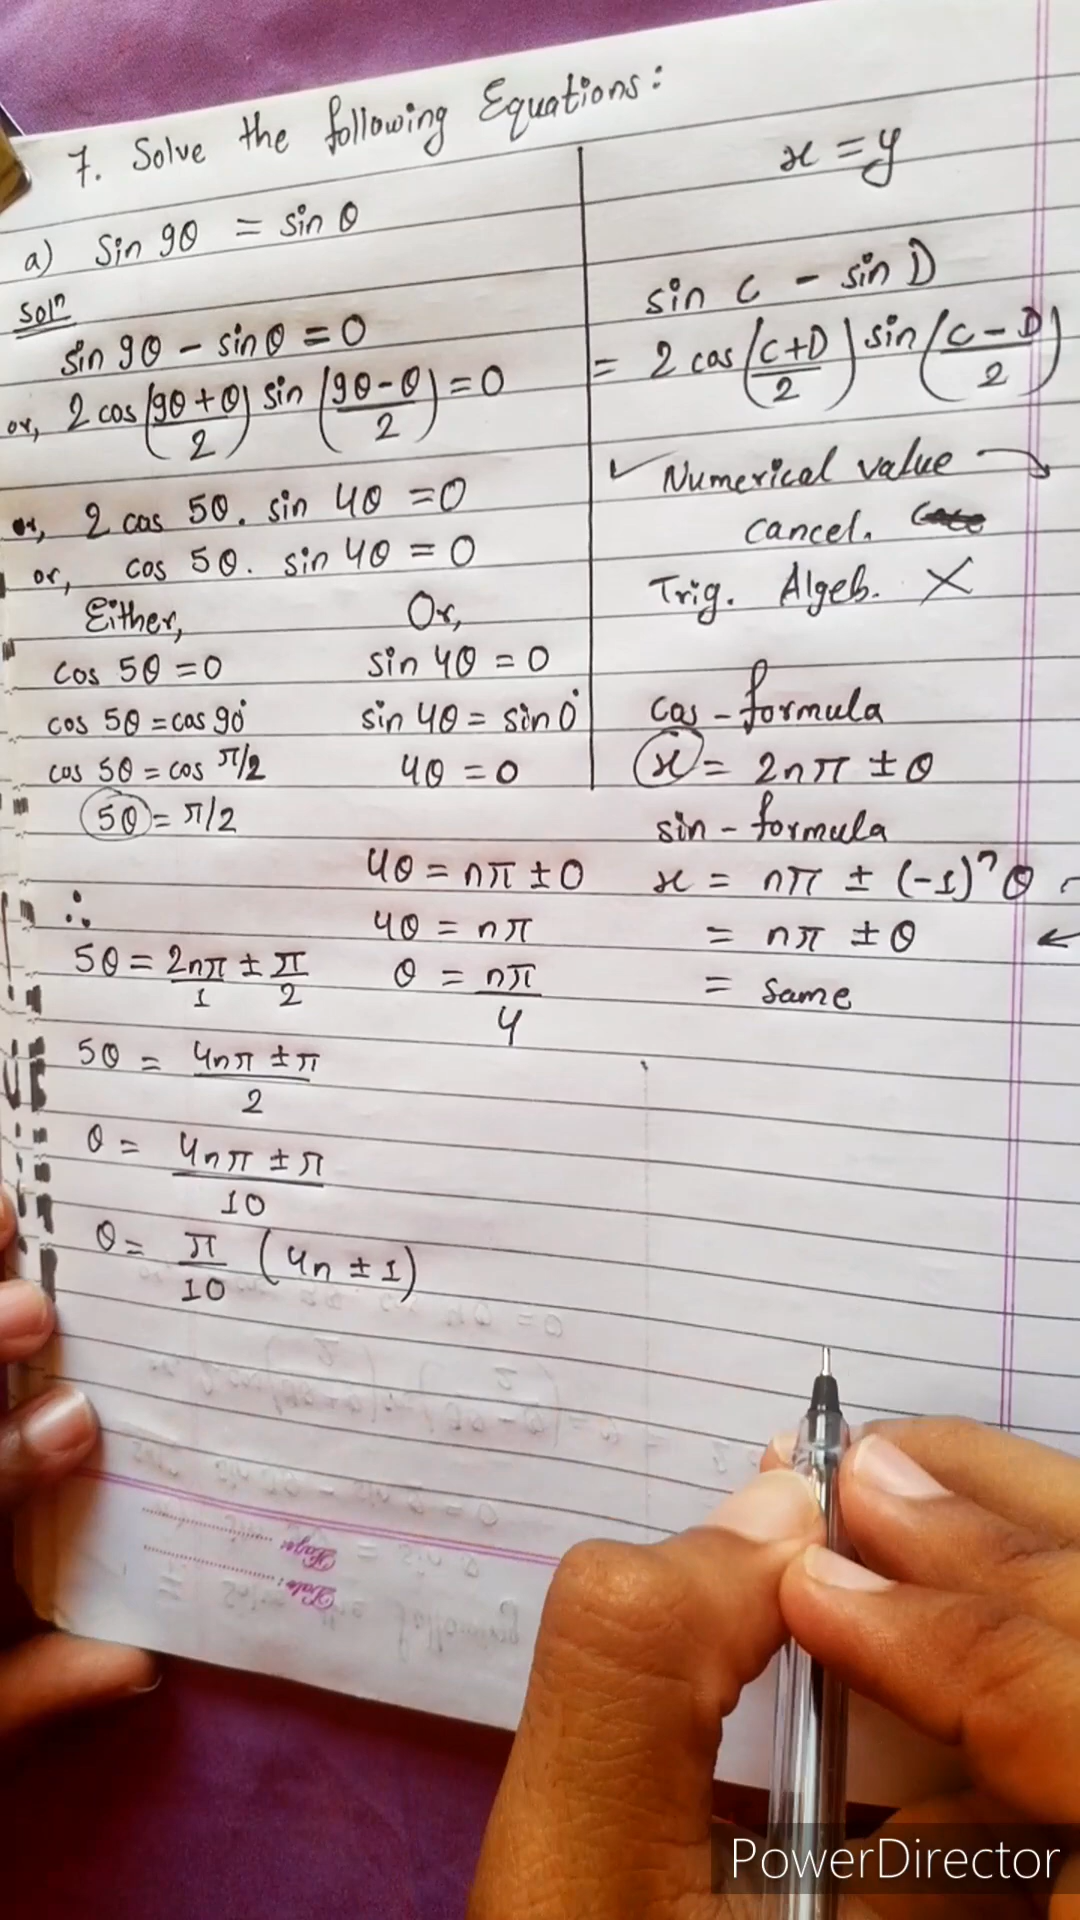 7. Solve the following Equations:
a) Sin 9θ = sin θ
Solⁿ
sin 9θ - sin θ = 0
or, 2 cos (9θ + θ / 2) sin (9θ - θ / 2) = 0
or, 2 cos 5θ . sin 4θ = 0
or, cos 5θ . sin 4θ = 0
Either,
cos 5θ = 0
cos 5θ = cos 90°
cos 5θ = cos π/2
5θ = π/2
∴
5θ = 2nπ/1 ± π/2
5θ = 4nπ ± π / 2
θ = 4nπ ± π / 10
θ = π/10 (4n ± 1)
Or,
sin 4θ = 0
sin 4θ = sin 0°
4θ = 0
4θ = nπ ± 0
4θ = nπ
θ = nπ/4
x = y
sin C - sin D
= 2 cos (C+D / 2) sin (C - D / 2)
✓ Numerical value →
cancel.
Trig. Algeb. ×
cos - formula
x = 2nπ ± θ
sin - formula
x = nπ ± (-1)ⁿ θ
= nπ ± θ ←
= same
Page:
Date:
PowerDirector